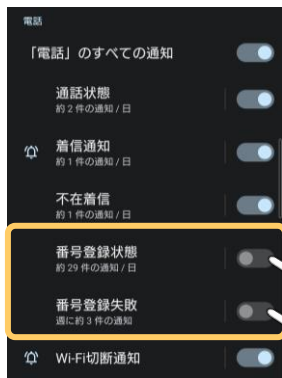 電話
「電話」のすべての通知
通話状態
約 2 件の通知 / 日
着信通知
約 1 件の通知 / 日
不在着信
約 1 件の通知 / 日
番号登録状態
約 29 件の通知 / 日
番号登録失敗
週に約 3 件の通知
Wi-Fi切断通知